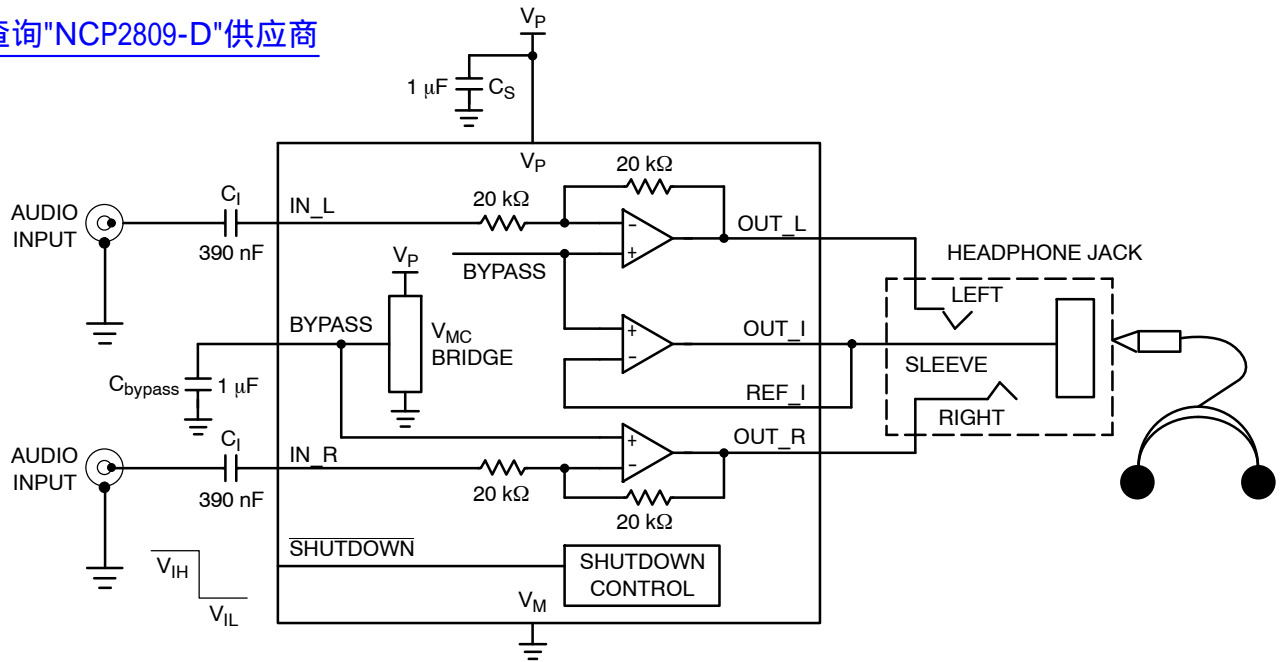 查询"NCP2809-D"供应商
VP
1 μF
CS
VP
20 kΩ
CI
IN_L
20 kΩ
AUDIO
INPUT
390 nF
OUT_L
BYPASS
HEADPHONE JACK
VP
LEFT
BYPASS
VMC
BRIDGE
OUT_I
SLEEVE
Cbypass
1 μF
REF_I
RIGHT
CI
IN_R
OUT_R
AUDIO
INPUT
390 nF
20 kΩ
20 kΩ
SHUTDOWN
VIH
VIL
SHUTDOWN
CONTROL
VM